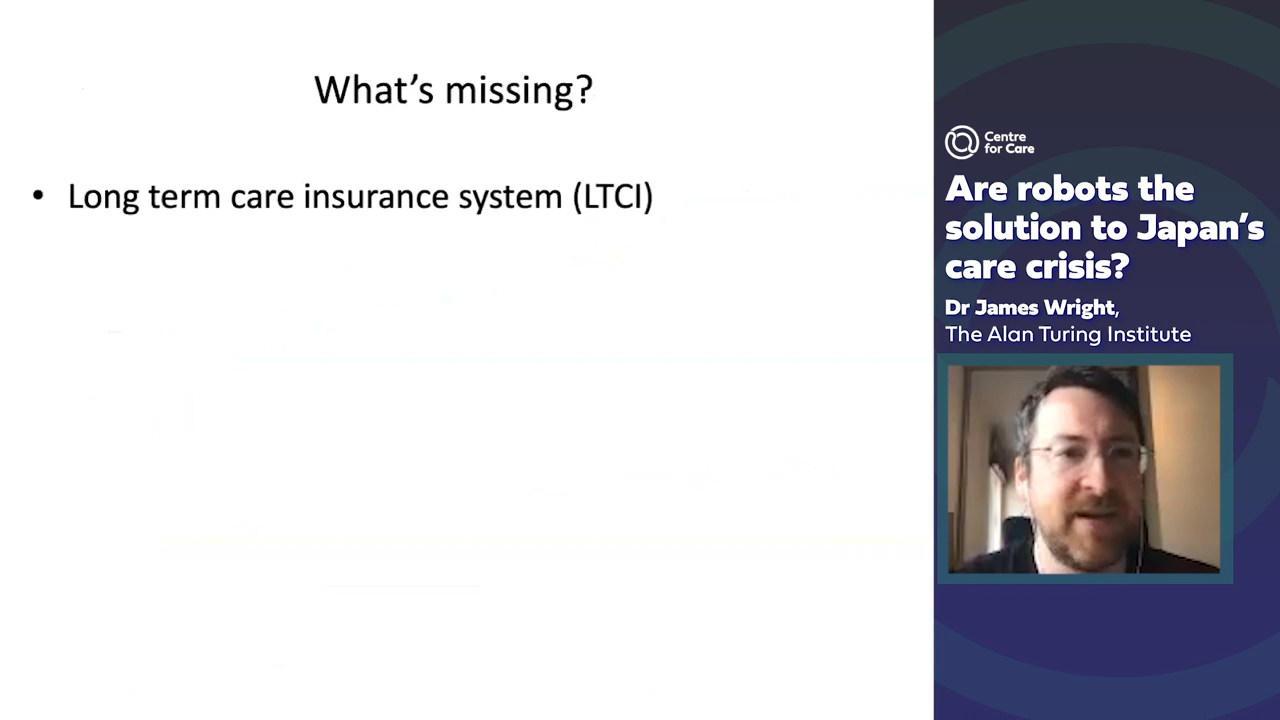 What's missing?
• Long term care insurance system (LTCI)
Centre
for Care
Are robots the
solution to Japan's
care crisis?
Dr James Wright,
The Alan Turing Institute